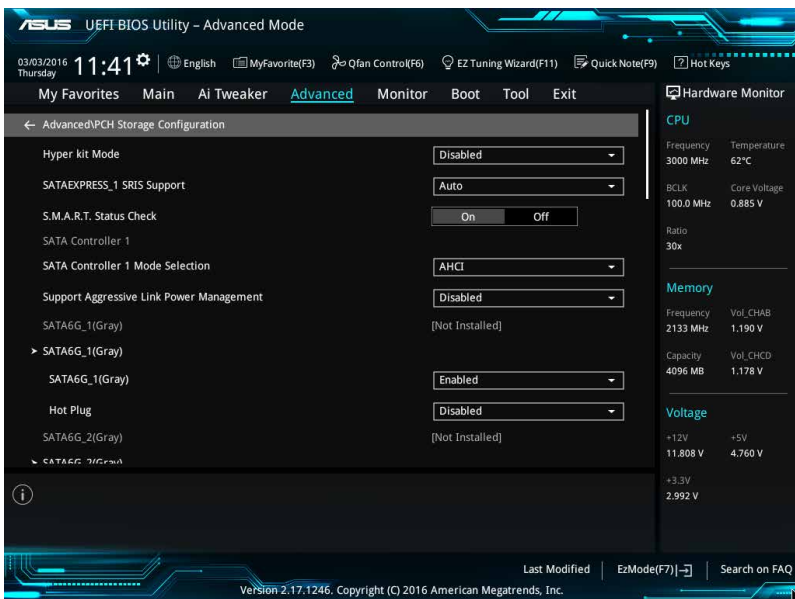 ASUS UEFI BIOS Utility – Advanced Mode
03/03/2016
Thursday
11:41
English
MyFavorite(F3)
Qfan Control(F6)
EZ Tuning Wizard(F11)
Quick Note(F9)
? Hot Keys
My Favorites Main Ai Tweaker Advanced Monitor Boot Tool Exit
← Advanced\PCH Storage Configuration
Hyper kit Mode Disabled
SATAEXPRESS_1 SRIS Support Auto
S.M.A.R.T. Status Check On Off
SATA Controller 1
SATA Controller 1 Mode Selection AHCI
Support Aggressive Link Power Management Disabled
SATA6G_1(Gray) [Not Installed]
> SATA6G_1(Gray)
SATA6G_1(Gray) Enabled
Hot Plug Disabled
SATA6G_2(Gray) [Not Installed]
> SATA6G_2(Gray)
Hardware Monitor
CPU
Frequency Temperature
3000 MHz 62°C
BCLK Core Voltage
100.0 MHz 0.885 V
Ratio
30x
Memory
Frequency Vol_CHAB
2133 MHz 1.190 V
Capacity Vol_CHCD
4096 MB 1.178 V
Voltage
+12V +5V
11.808 V 4.760 V
+3.3V
2.992 V
Last Modified
EzMode(F7)
Search on FAQ
Version 2.17.1246. Copyright (C) 2016 American Megatrends, Inc.